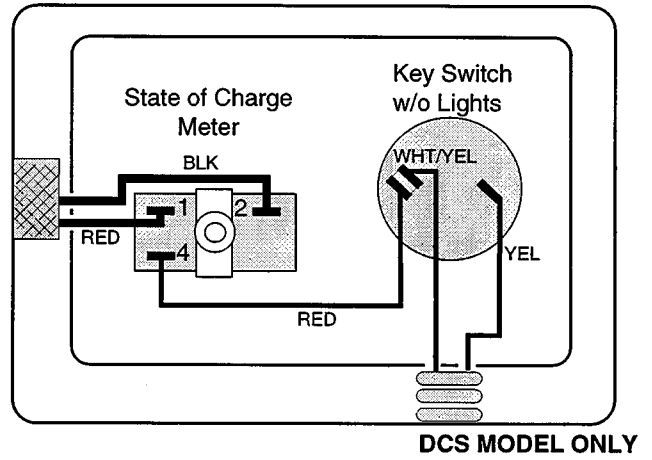 State of Charge
Meter
Key Switch
w/o Lights
BLK
WHT/YEL
1
2
RED
4
YEL
RED
DCS MODEL ONLY